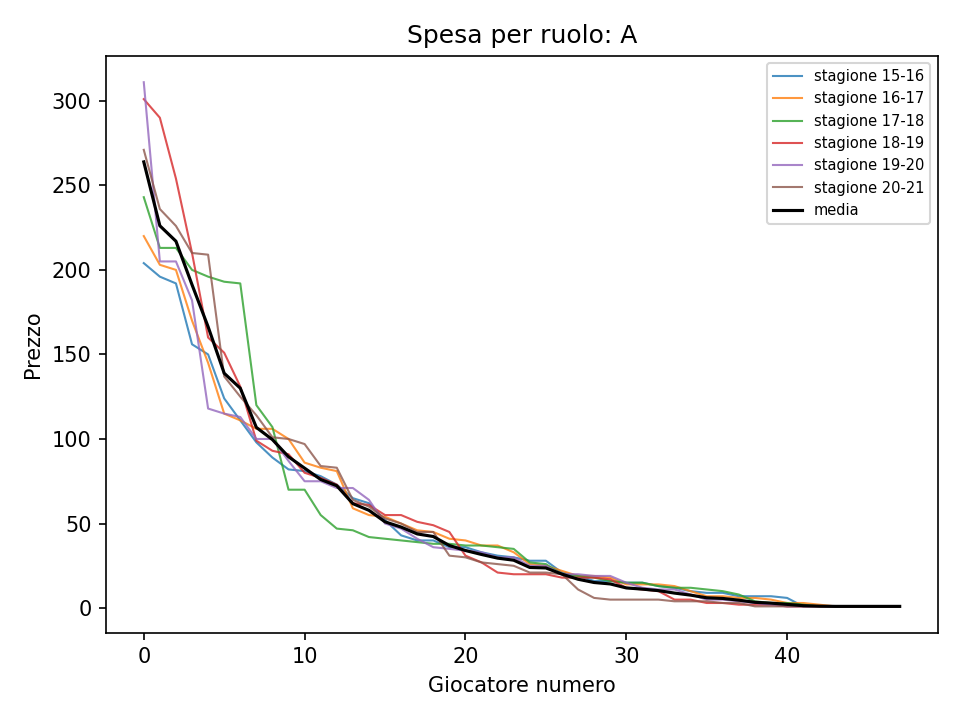 Spesa per ruolo: A
stagione 15-16
stagione 16-17
stagione 17-18
stagione 18-19
stagione 19-20
stagione 20-21
media
Prezzo
300
250
200
150
100
50
0
0 10 20 30 40
Giocatore numero